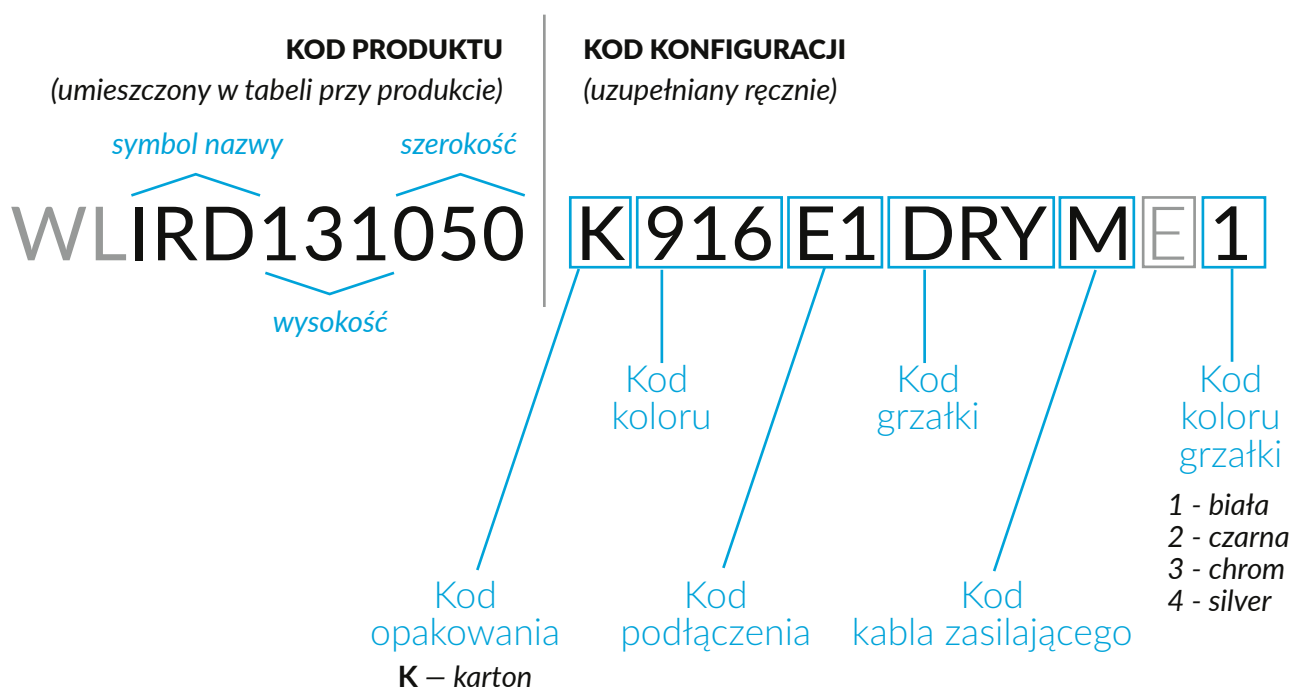 KOD PRODUKTU
(umieszczony w tabeli przy produkcie)
KOD KONFIGURACJI
(uzupełniany ręcznie)
symbol nazwy
szerokość
WLIRD131050 K 916 E1 DRY M E 1
wysokość
Kod
koloru
Kod
grzałki
Kod
koloru
grzałki
1 - biała
2 - czarna
3 - chrom
4 - silver
Kod
opakowania
K – karton
Kod
podłączenia
Kod
kabla zasilającego